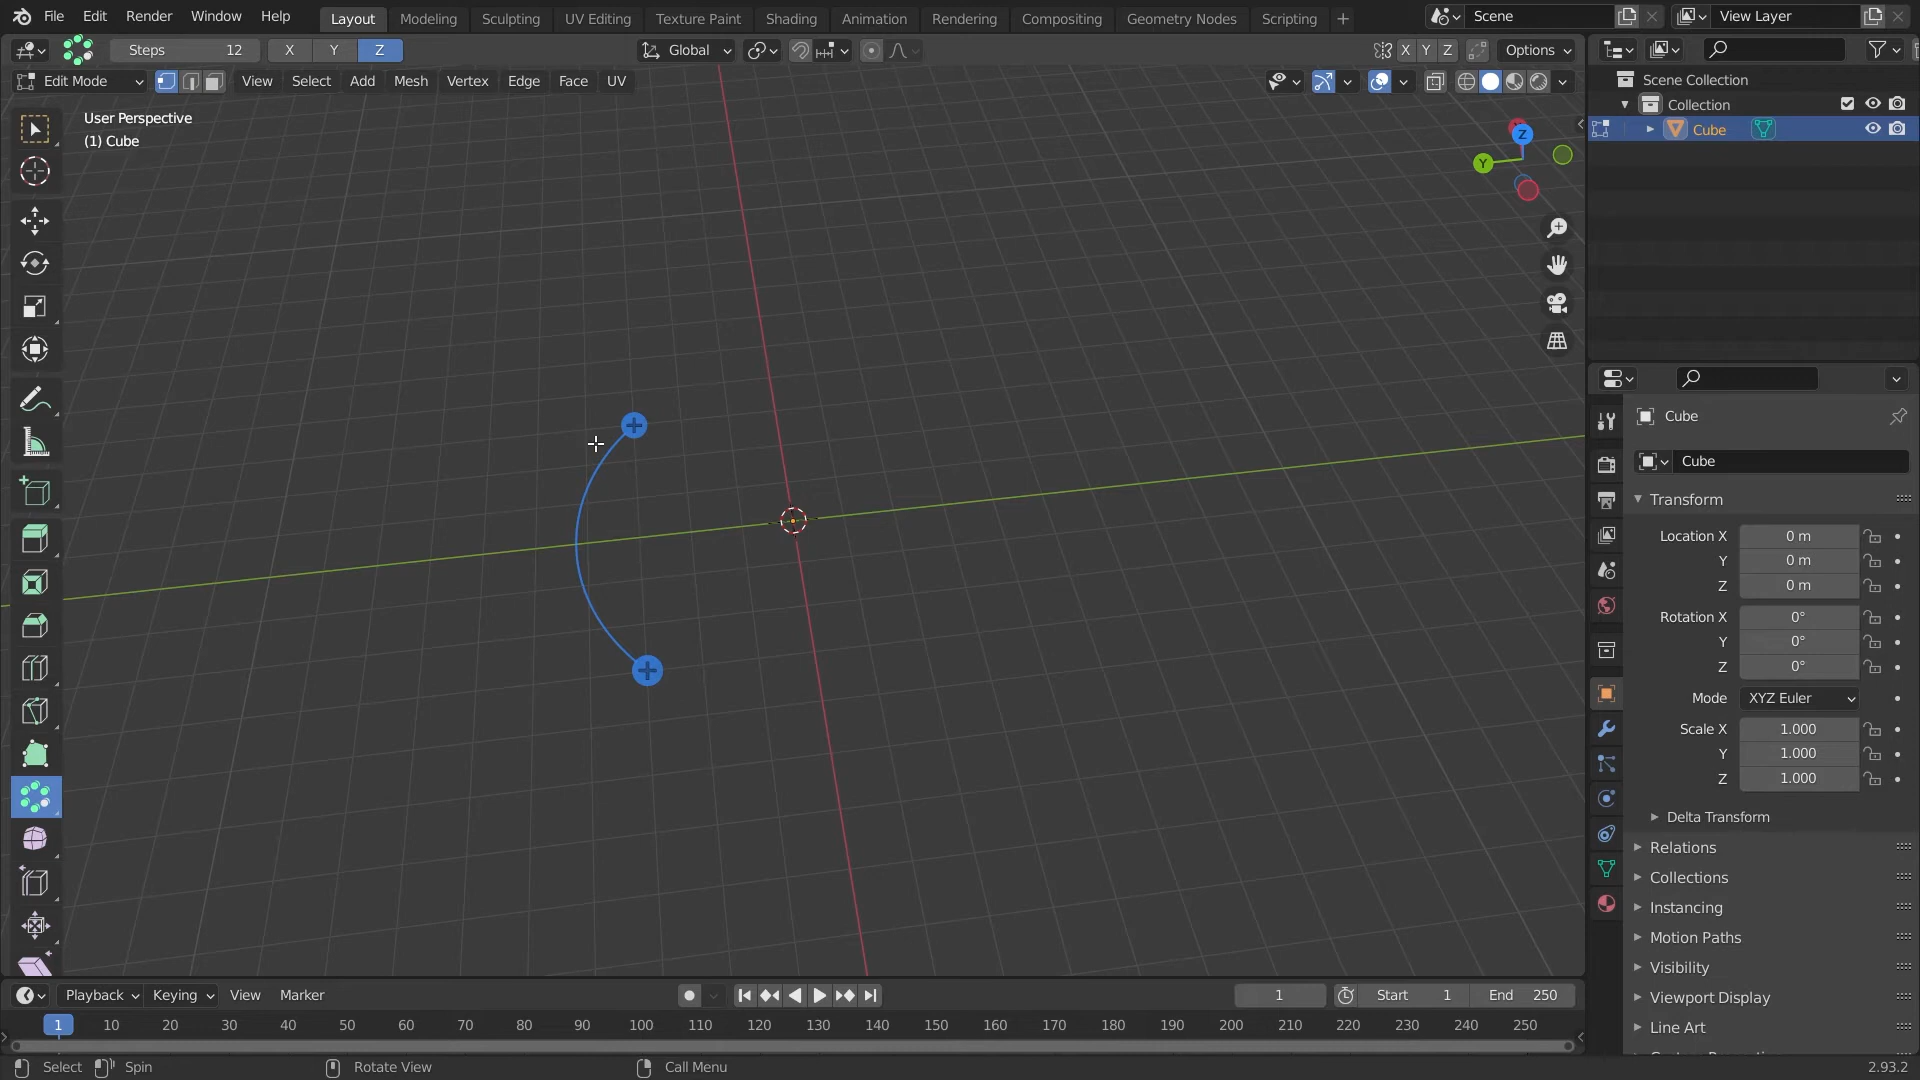 File Edit Render Window Help Layout Modeling Sculpting UV Editing Texture Paint Shading Animation Rendering Compositing Geometry Nodes Scripting + Scene View Layer
Steps 12 X Y Z Global X Y Z Options
Edit Mode View Select Add Mesh Vertex Edge Face UV
Scene Collection
Collection
Cube
User Perspective
(1) Cube
Z
Y
Cube
Cube
Transform
Location X 0 m
Y 0 m
Z 0 m
Rotation X 0°
Y 0°
Z 0°
Mode XYZ Euler
Scale X 1.000
Y 1.000
Z 1.000
Delta Transform
Relations
Collections
Instancing
Motion Paths
Visibility
Viewport Display
Line Art
Playback Keying View Marker 1 Start 1 End 250
1 10 20 30 40 50 60 70 80 90 100 110 120 130 140 150 160 170 180 190 200 210 220 230 240 250
Select Spin Rotate View Call Menu 2.93.2